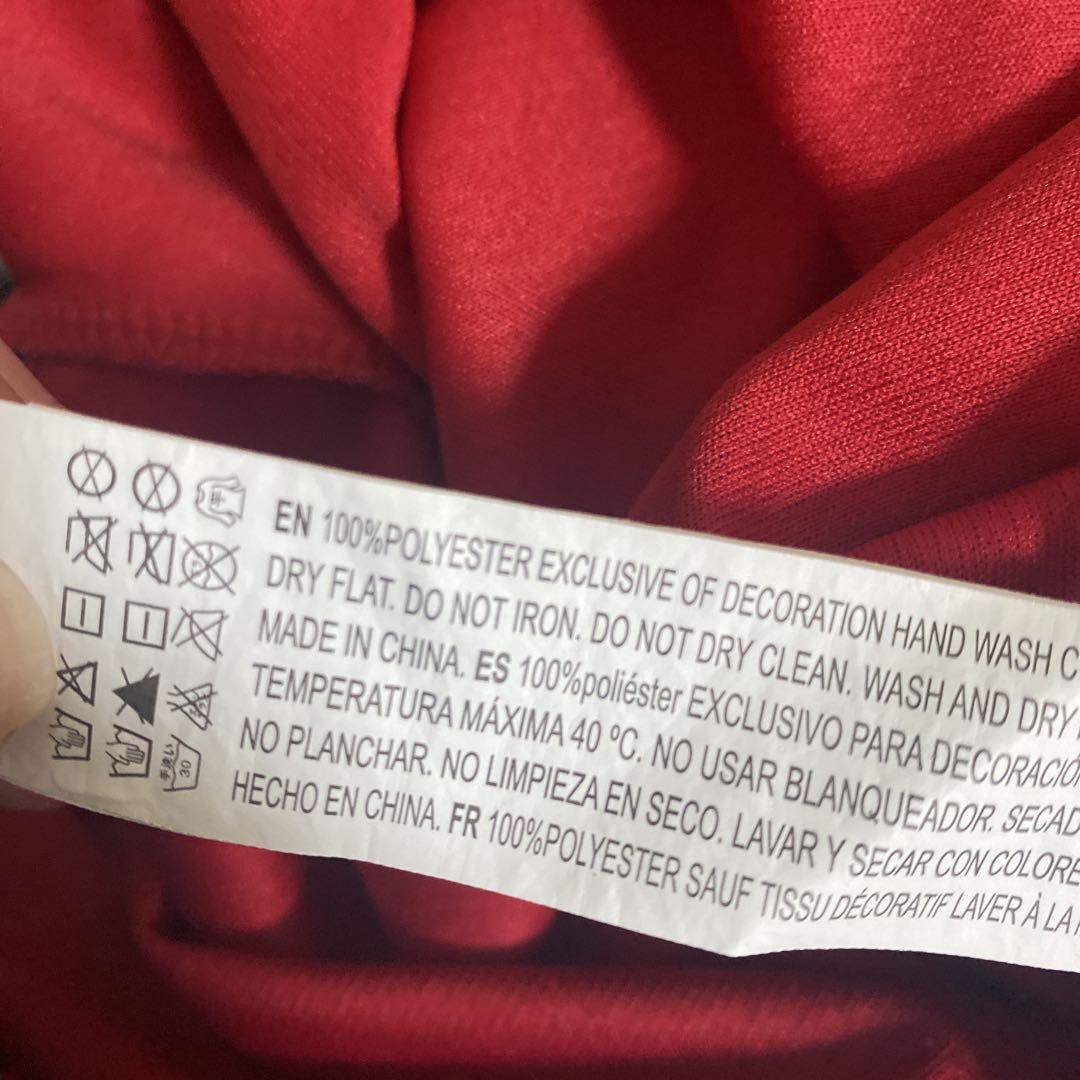 EN 100%POLYESTER EXCLUSIVE OF DECORATION HAND WASH
DRY FLAT. DO NOT IRON. DO NOT DRY CLEAN. WASH AND DRY
MADE IN CHINA. ES 100%poliéster EXCLUSIVO PARA DECORACIÓN
TEMPERATURA MÁXIMA 40 ºC. NO USAR BLANQUEADOR. SECAD
NO PLANCHAR. NO LIMPIEZA EN SECO. LAVAR Y SECAR CON COLORE
HECHO EN CHINA. FR 100%POLYESTER SAUF TISSU DÉCORATIF LAVER À LA
手洗い
30